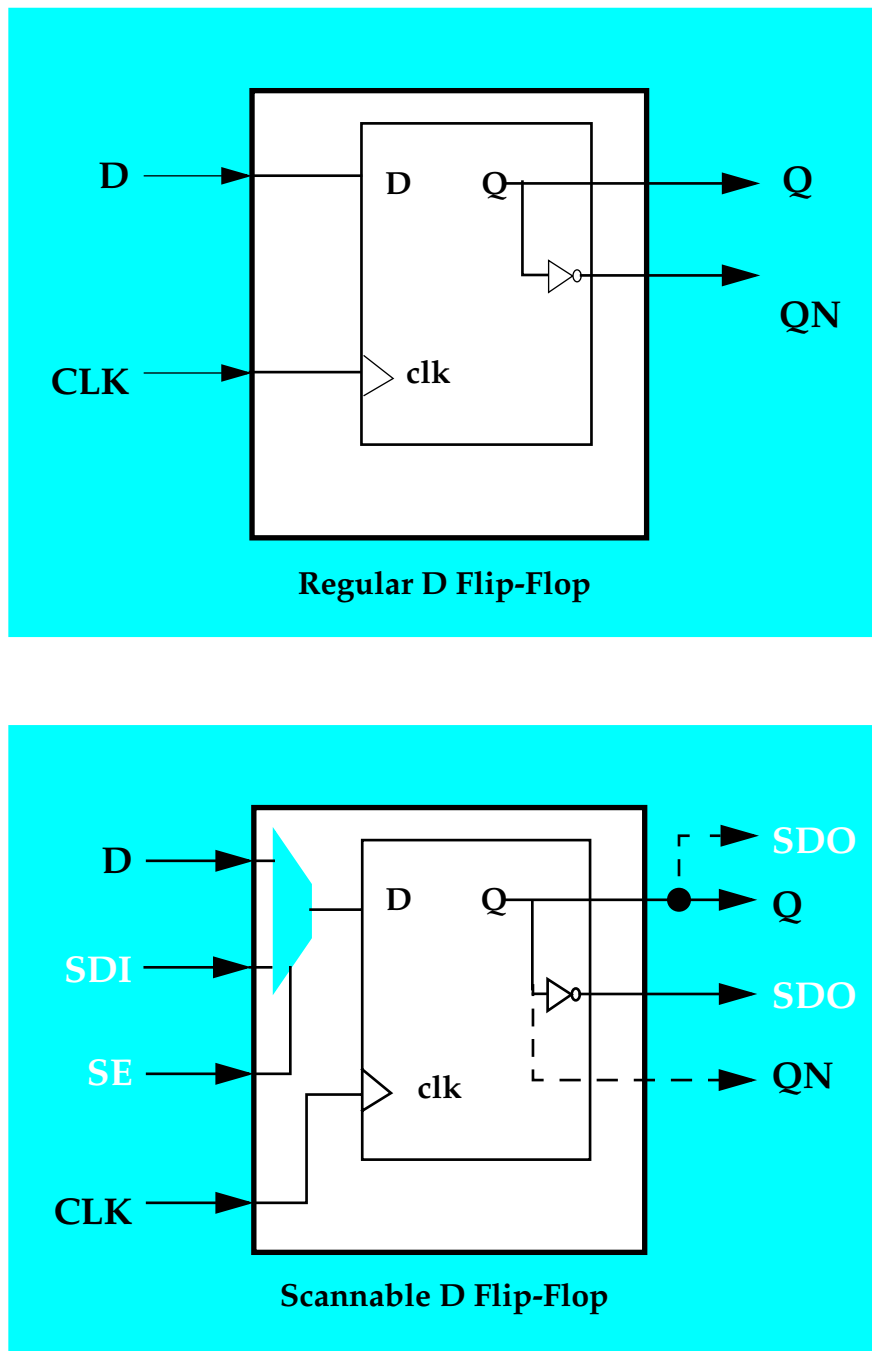 D
D
Q
Q
QN
CLK
clk
Regular D Flip-Flop
SDO
D
D
Q
Q
SDI
SDO
SE
clk
QN
CLK
Scannable D Flip-Flop